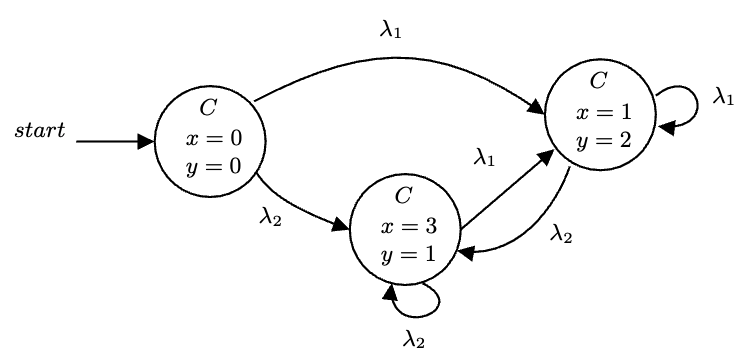 λ₁
start
C
x = 0
y = 0
C
x = 1
y = 2
λ₁
λ₁
λ₂
C
x = 3
y = 1
λ₂
λ₂